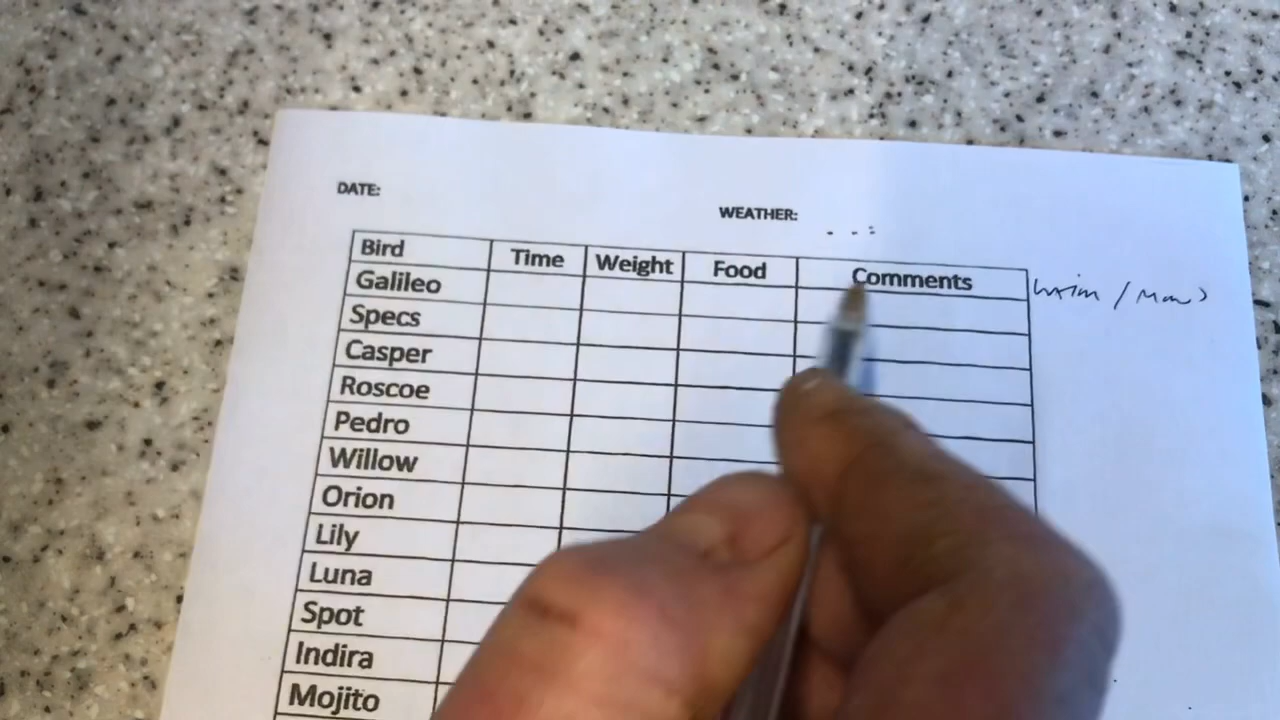 DATE:
WEATHER:
Bird Time Weight Food Comments
Galileo
Specs
Casper
Roscoe
Pedro
Willow
Orion
Lily
Luna
Spot
Indira
Mojito